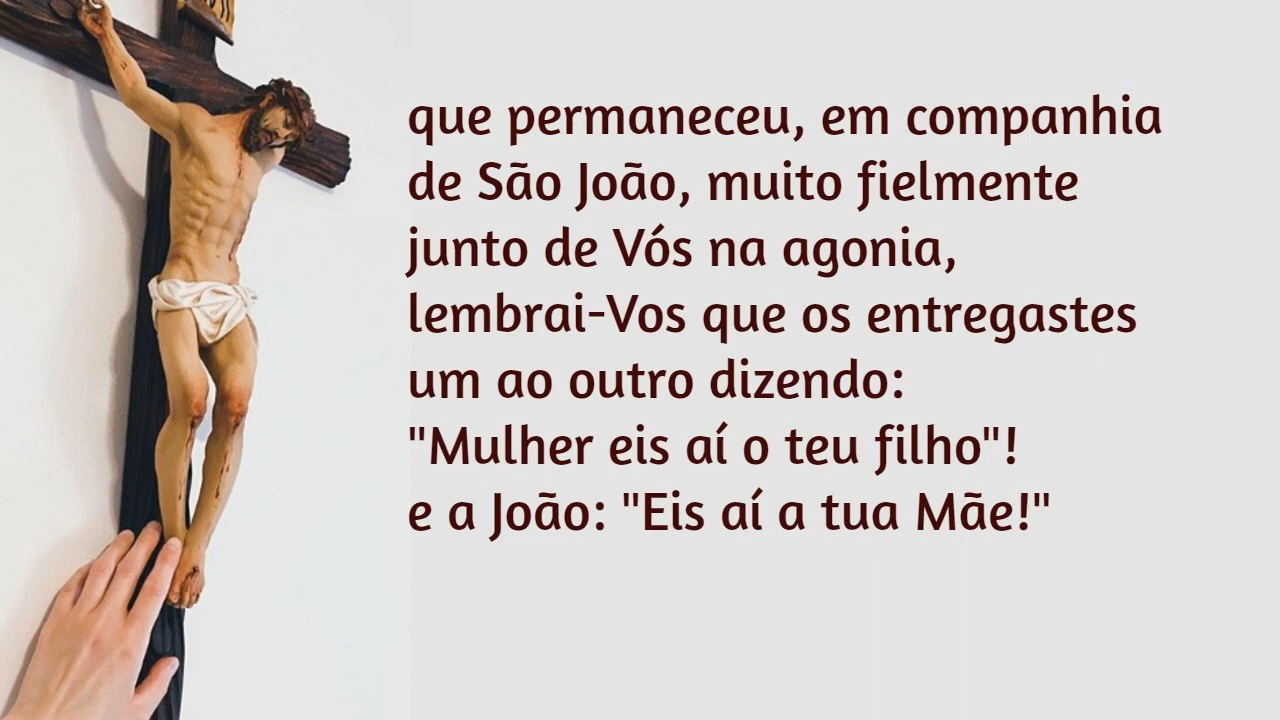 que permaneceu, em companhia
de São João, muito fielmente
junto de Vós na agonia,
lembrai-Vos que os entregastes
um ao outro dizendo:
"Mulher eis aí o teu filho"!
e a João: "Eis aí a tua Mãe!"